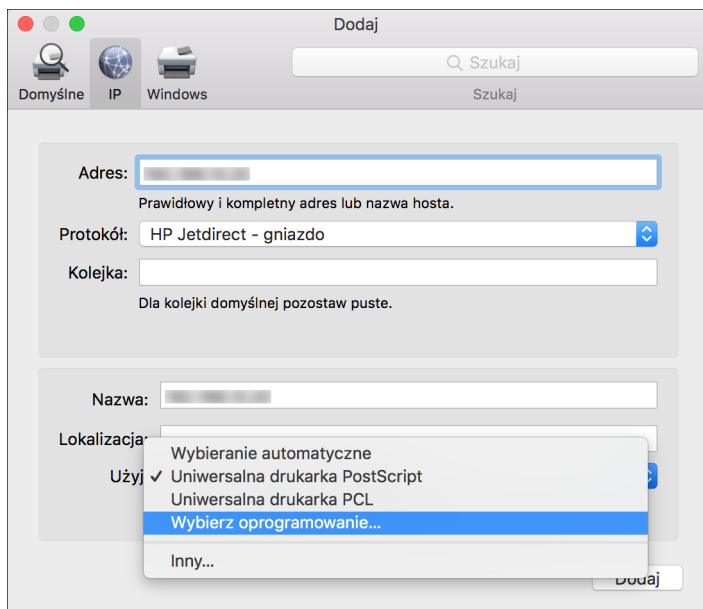 Dodaj
Szukaj
Domyślne IP Windows Szukaj
Adres:
Prawidłowy i kompletny adres lub nazwa hosta.
Protokół: HP Jetdirect - gniazdo
Kolejka:
Dla kolejki domyślnej pozostaw puste.
Nazwa:
Lokalizacja:
Wybieranie automatyczne
Użyj ✓ Uniwersalna drukarka PostScript
Uniwersalna drukarka PCL
Wybierz oprogramowanie...
Inny...
Dodaj